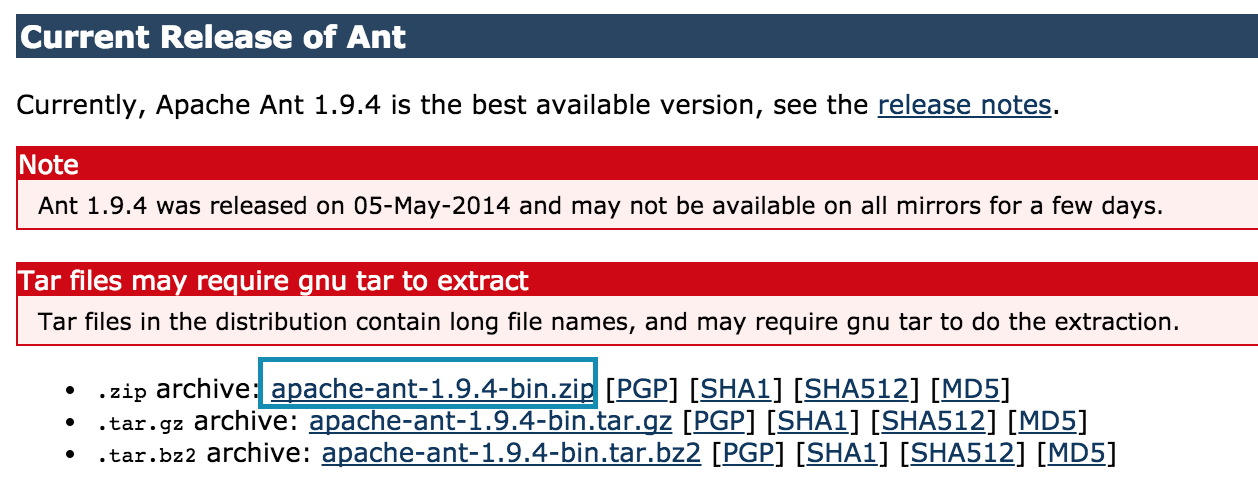 Current Release of Ant
Currently, Apache Ant 1.9.4 is the best available version, see the release notes.
Note
Ant 1.9.4 was released on 05-May-2014 and may not be available on all mirrors for a few days.
Tar files may require gnu tar to extract
Tar files in the distribution contain long file names, and may require gnu tar to do the extraction.
• .zip archive: apache-ant-1.9.4-bin.zip [PGP] [SHA1] [SHA512] [MD5]
• .tar.gz archive: apache-ant-1.9.4-bin.tar.gz [PGP] [SHA1] [SHA512] [MD5]
• .tar.bz2 archive: apache-ant-1.9.4-bin.tar.bz2 [PGP] [SHA1] [SHA512] [MD5]